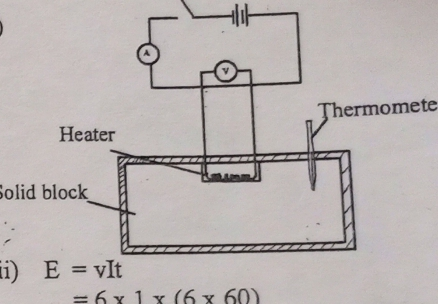 )
A
V
Thermomete
Heater
Solid block
ii) E = vIt
= 6 x 1 x (6 x 60)